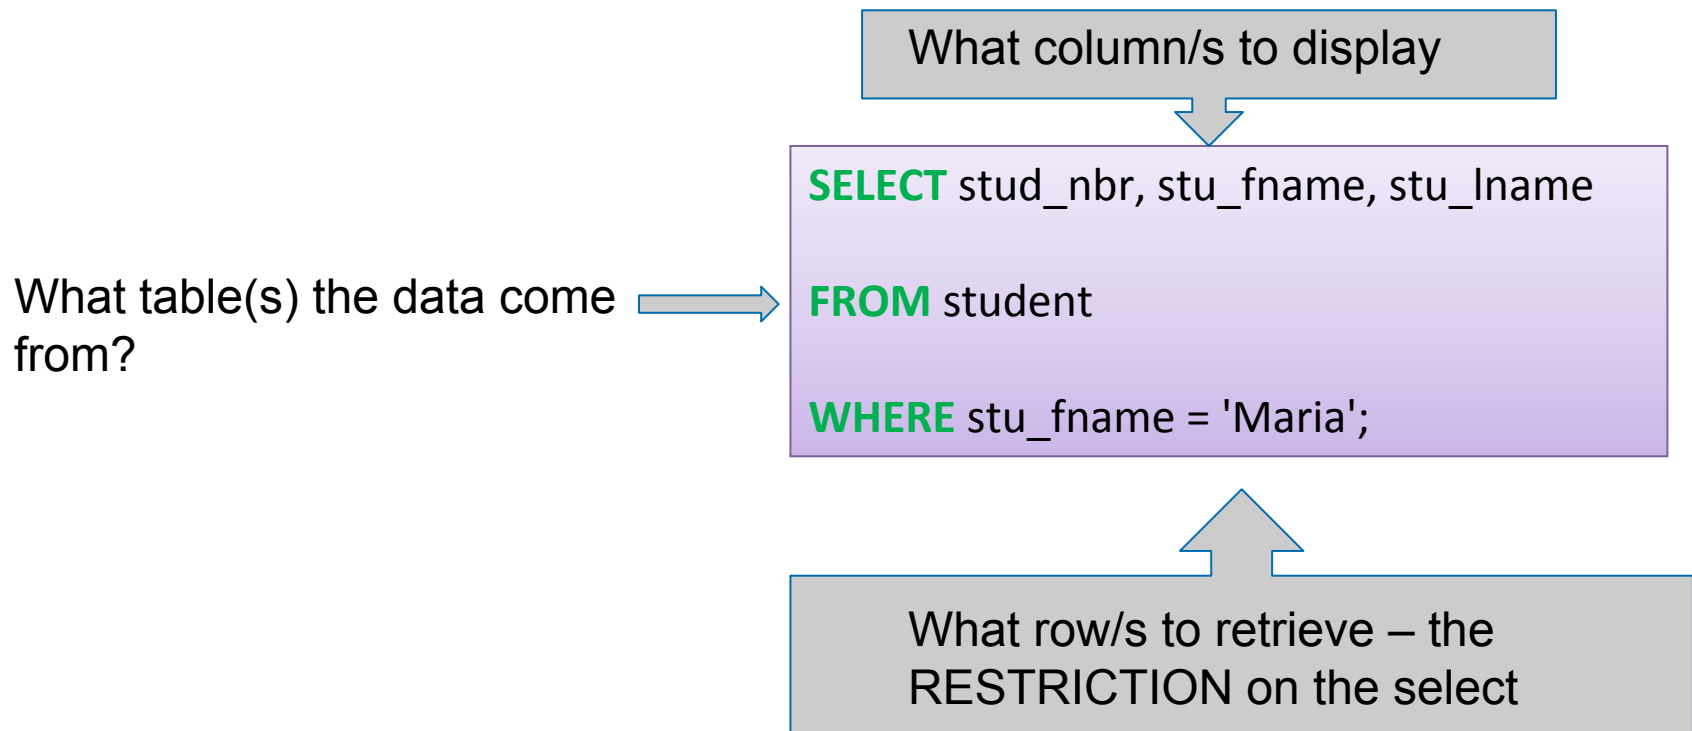 What column/s to display
SELECT stud_nbr, stu_fname, stu_lname
What table(s) the data come
from?
FROM student
WHERE stu_fname = 'Maria';
What row/s to retrieve – the
RESTRICTION on the select